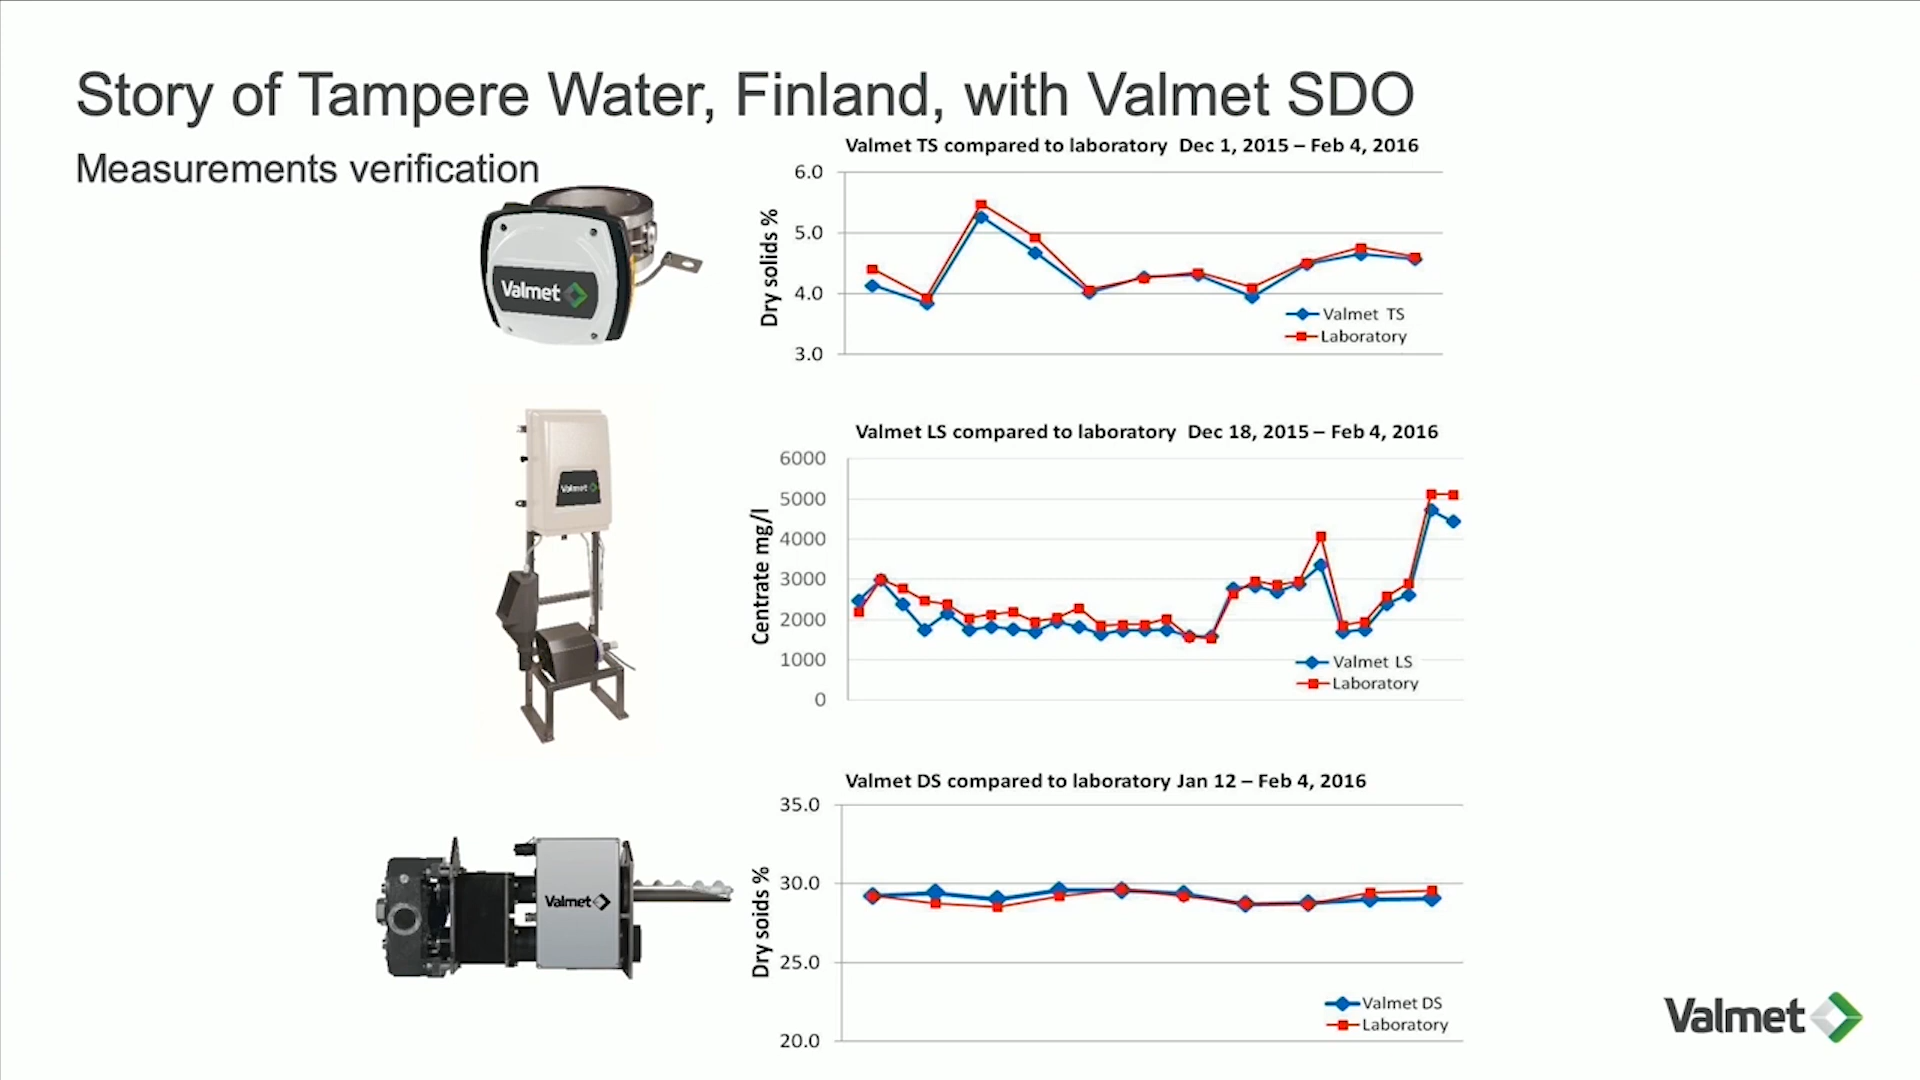 Story of Tampere Water, Finland, with Valmet SDO
Measurements verification
Valmet
Valmet TS compared to laboratory Dec 1, 2015 – Feb 4, 2016
Dry solids %
6.0
5.0
4.0
3.0
Valmet TS
Laboratory
Valmet
Valmet LS compared to laboratory Dec 18, 2015 – Feb 4, 2016
Centrate mg/l
6000
5000
4000
3000
2000
1000
0
Valmet LS
Laboratory
Valmet
Valmet DS compared to laboratory Jan 12 – Feb 4, 2016
Dry soids %
35.0
30.0
25.0
20.0
Valmet DS
Laboratory
Valmet